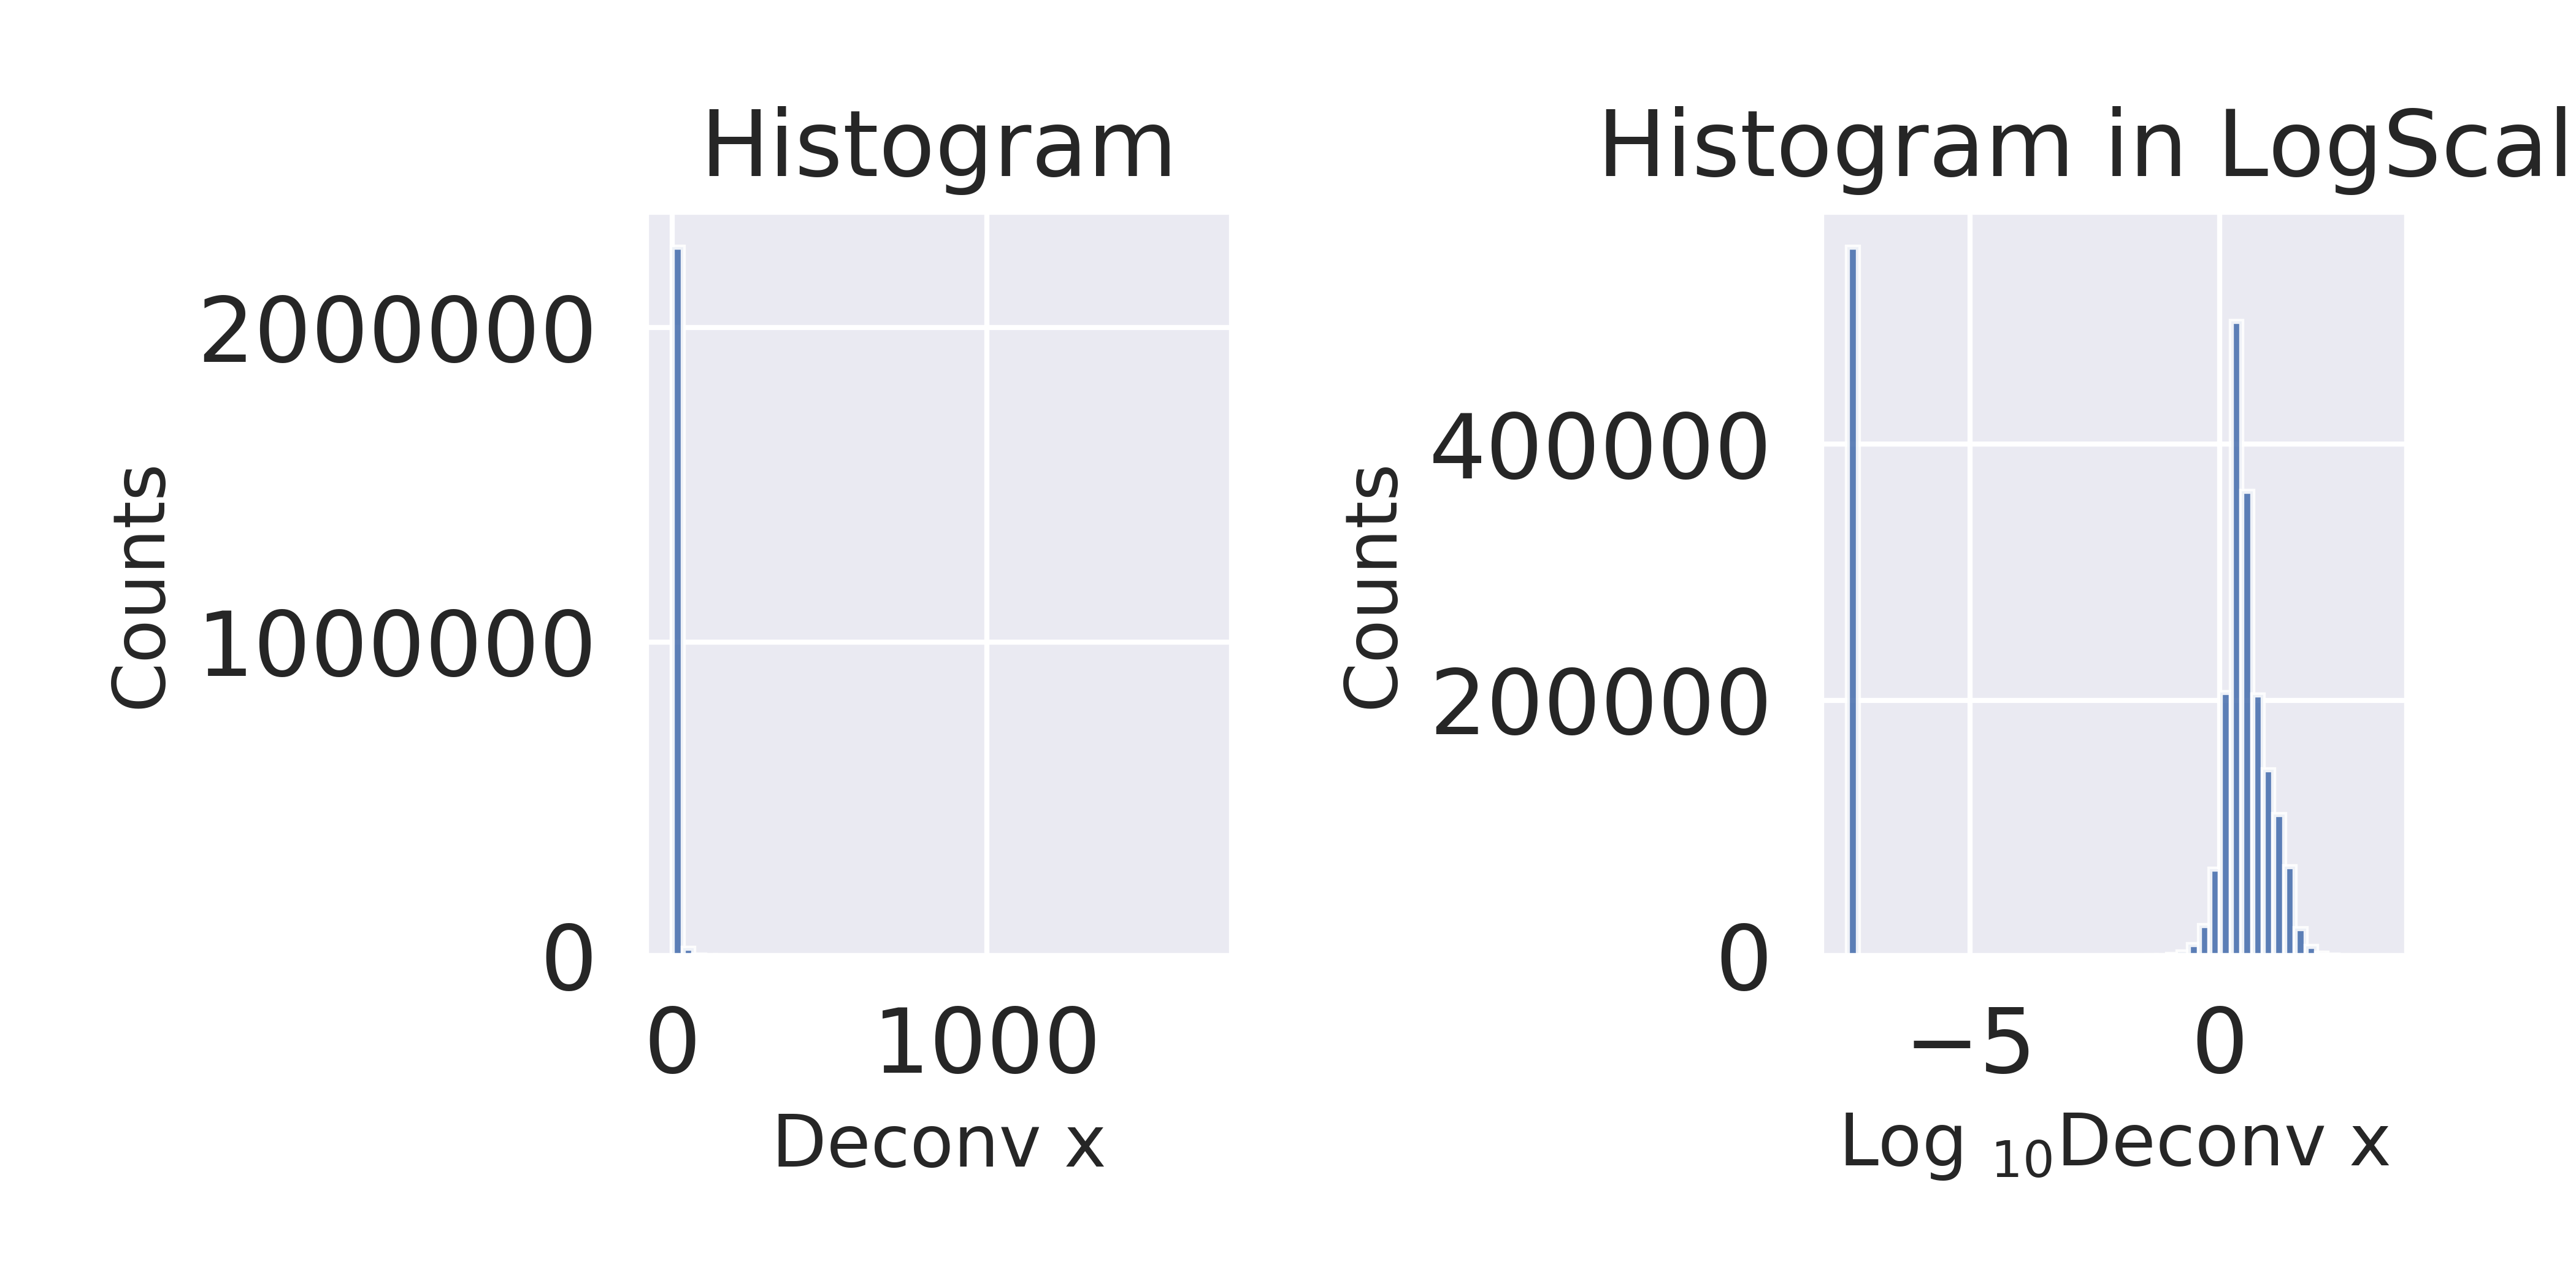 Histogram
2000000
1000000
0
Counts
0 1000
Deconv x
Histogram in LogScal
400000
200000
0
Counts
−5 0
Log 10Deconv x